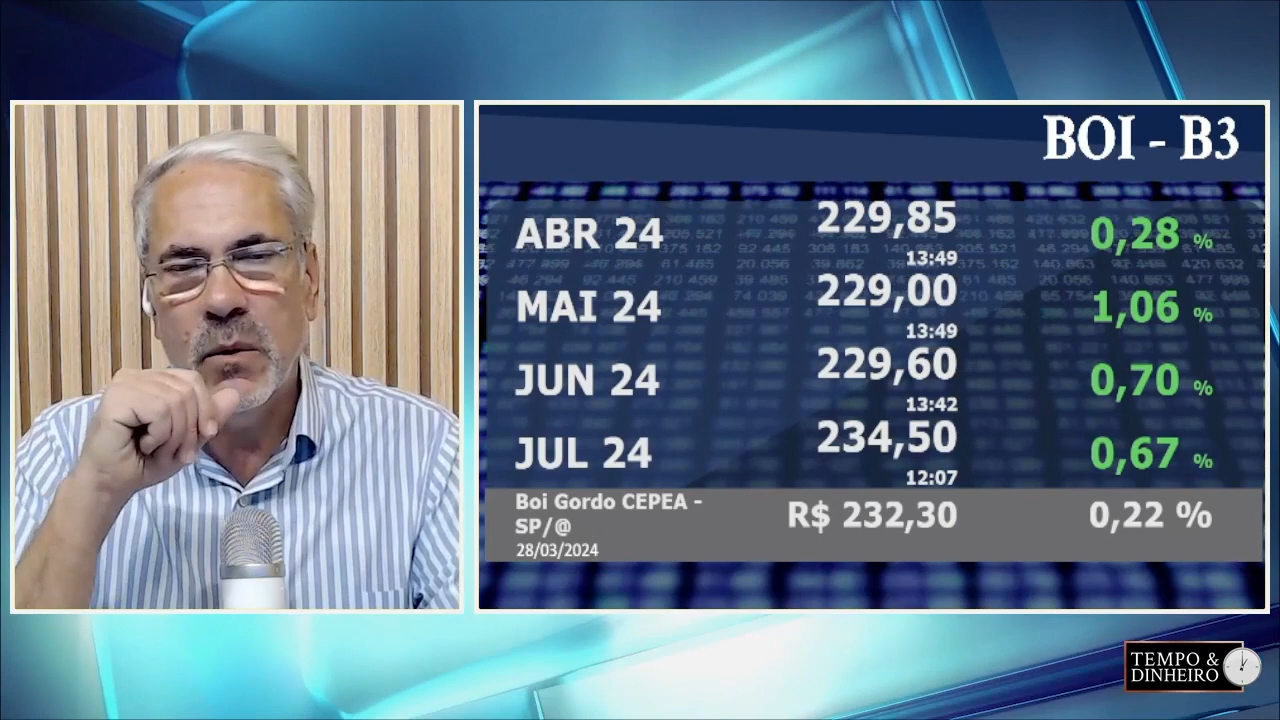 BOI - B3
ABR 24 229,85 0,28 %
13:49
MAI 24 229,00 1,06 %
13:49
JUN 24 229,60 0,70 %
13:42
JUL 24 234,50 0,67 %
12:07
Boi Gordo CEPEA -
SP/@ R$ 232,30 0,22 %
28/03/2024
TEMPO &
DINHEIRO